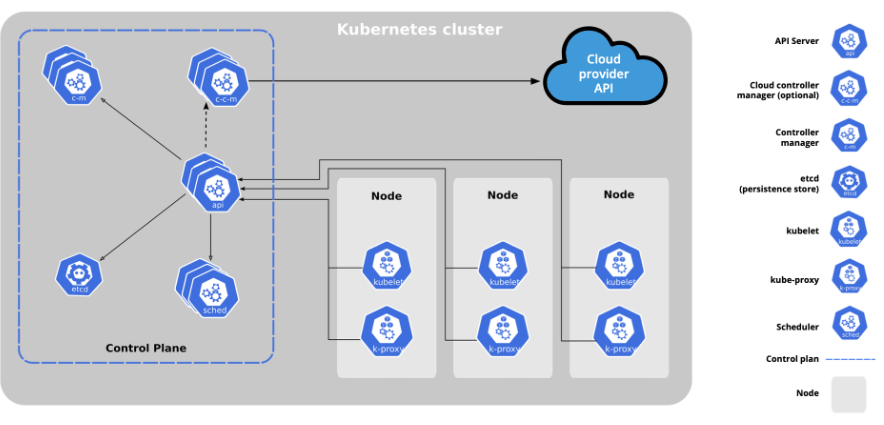 Kubernetes cluster
API Server
api
Cloud
provider
API
c-m
c-c-m
Cloud controller
manager (optional)
c-c-m
Controller
manager
c-m
api
Node
Node
Node
etcd
(persistence store)
etcd
kubelet
kubelet
etcd
sched
kubelet
kubelet
kubelet
kube-proxy
k-proxy
Scheduler
sched
k-proxy
k-proxy
k-proxy
Control Plane
Control plan
Node